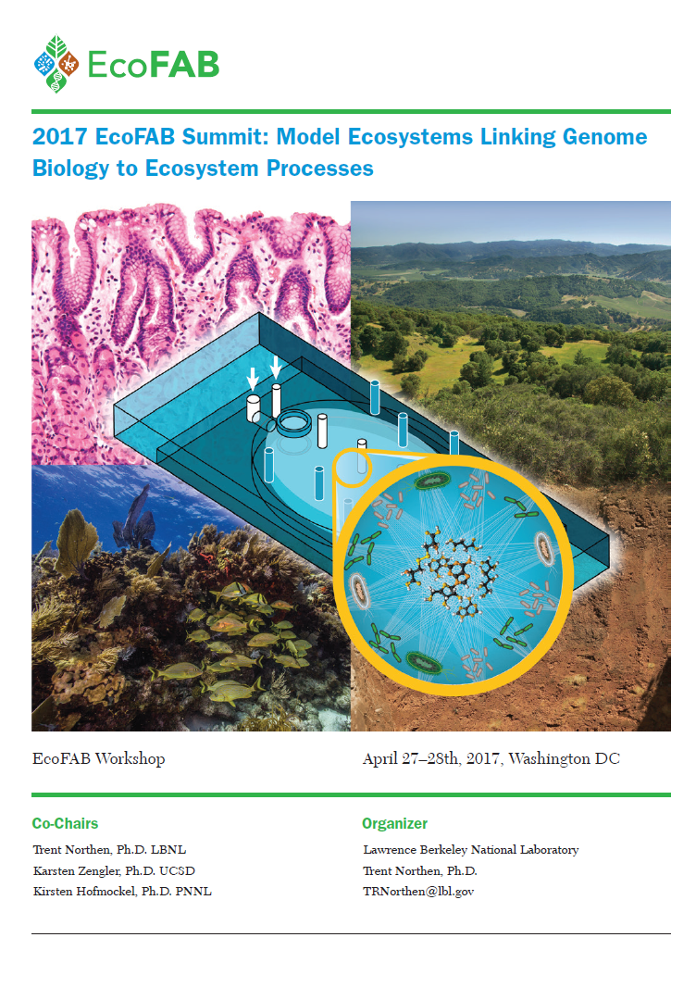 EcoFAB
2017 EcoFAB Summit: Model Ecosystems Linking Genome
Biology to Ecosystem Processes
EcoFAB Workshop
April 27–28th, 2017, Washington DC
Co-Chairs
Trent Northen, Ph.D. LBNL
Karsten Zengler, Ph.D. UCSD
Kirsten Hofmockel, Ph.D. PNNL
Organizer
Lawrence Berkeley National Laboratory
Trent Northen, Ph.D.
TRNorthen@lbl.gov